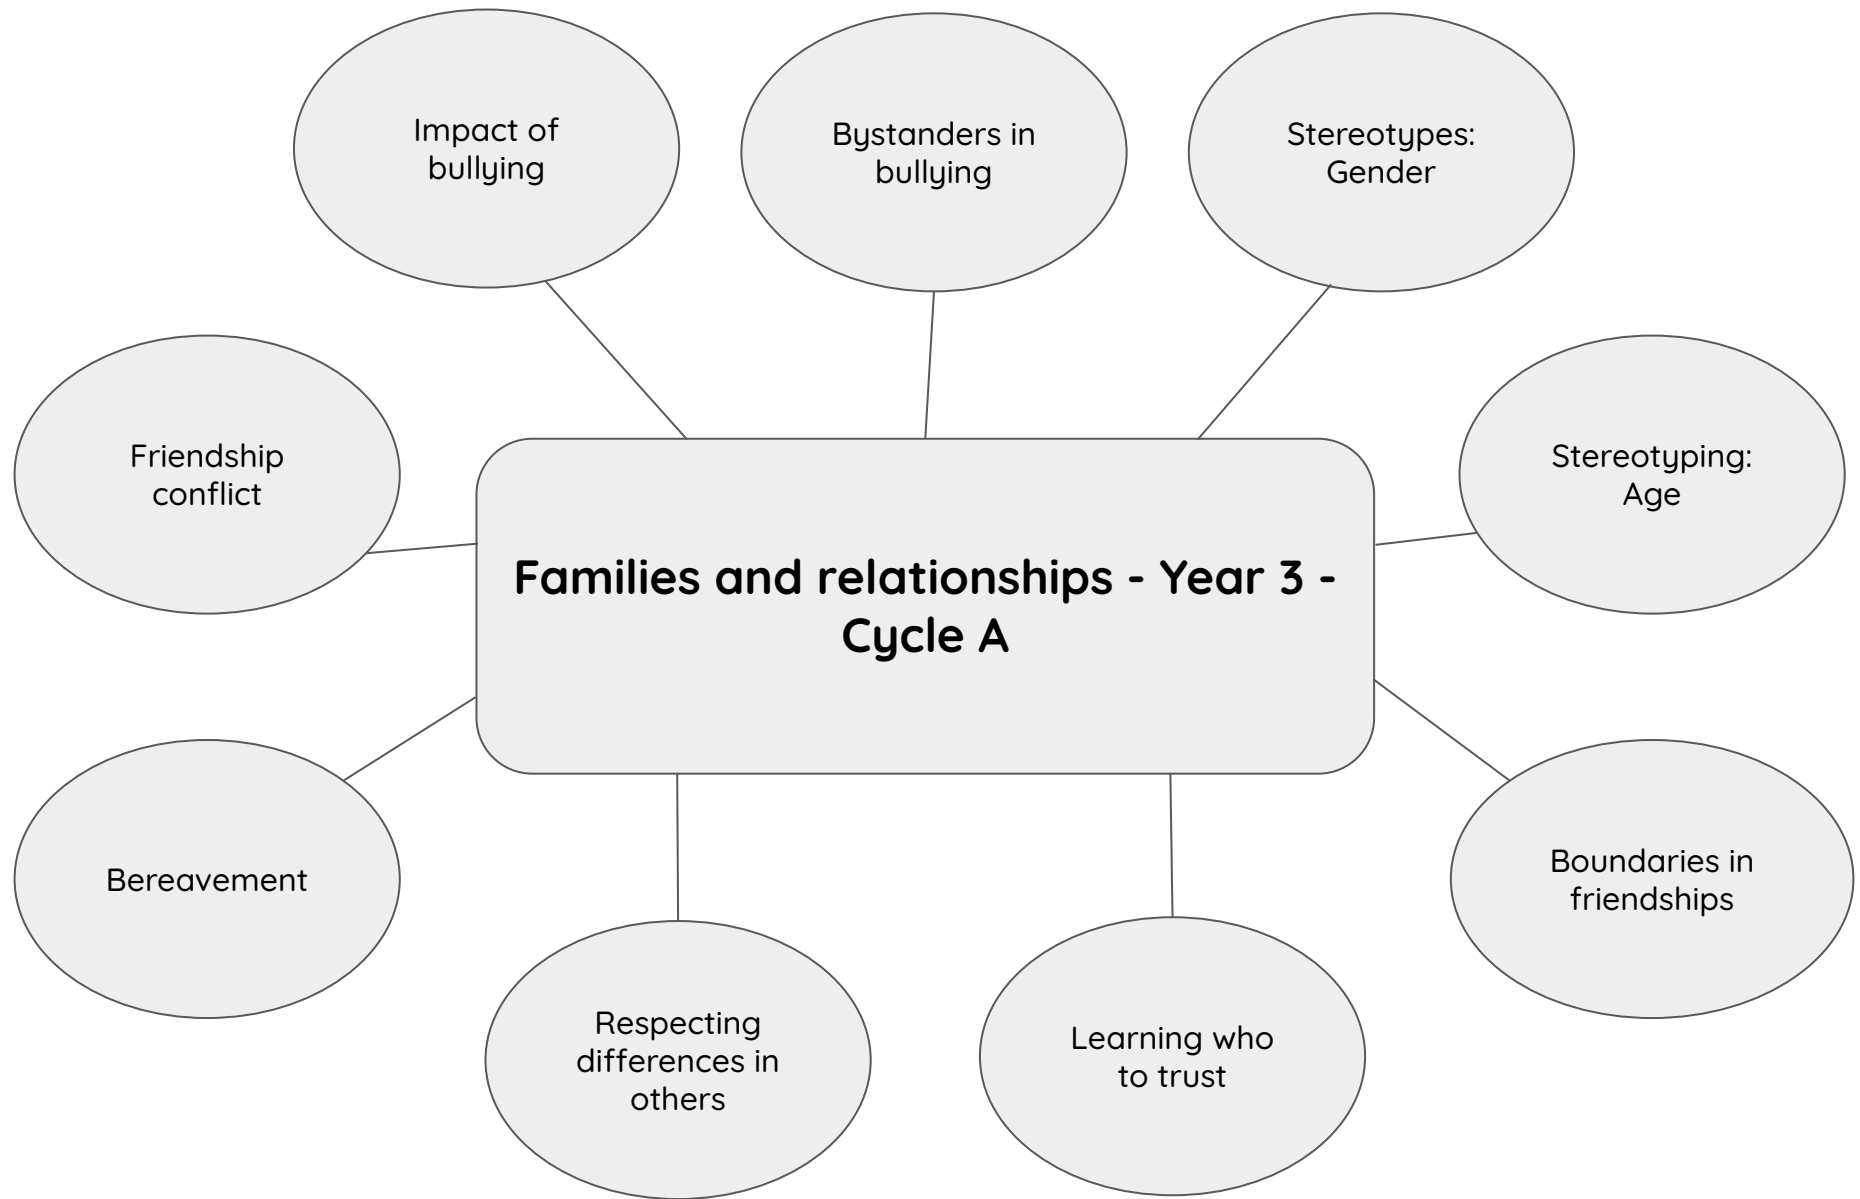 Impact of
bullying
Bystanders in
bullying
Stereotypes:
Gender
Friendship
conflict
Stereotyping:
Age
Families and relationships - Year 3 -
Cycle A
Bereavement
Boundaries in
friendships
Respecting
differences in
others
Learning who
to trust